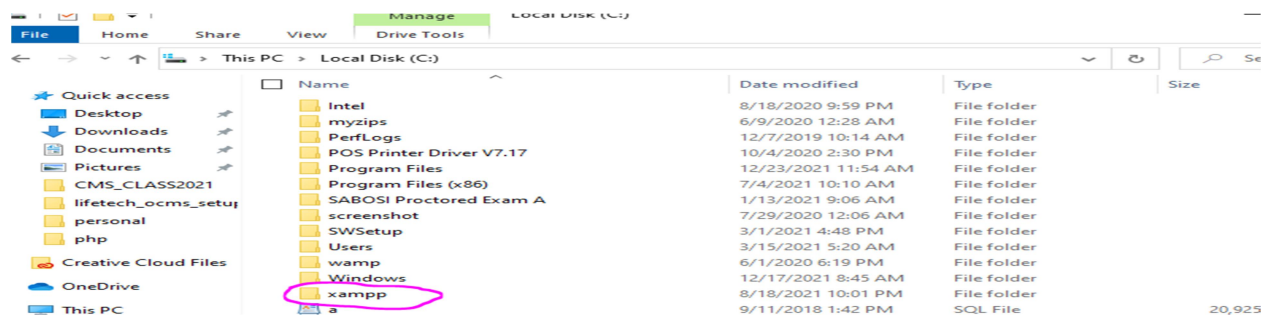 Manage Local Disk (C:)
File Home Share View Drive Tools
This PC > Local Disk (C:) Se
Name Date modified Type Size
Quick access
Desktop
Downloads
Documents
Pictures
CMS_CLASS2021
lifetech_ocms_setup
personal
php
Creative Cloud Files
OneDrive
This PC
Intel 8/18/2020 9:59 PM File folder
myzips 6/9/2020 12:28 AM File folder
PerfLogs 12/7/2019 10:14 AM File folder
POS Printer Driver V7.17 10/4/2020 2:30 PM File folder
Program Files 12/23/2021 11:54 AM File folder
Program Files (x86) 7/4/2021 10:10 AM File folder
SABOSI Proctored Exam A 1/13/2021 9:06 AM File folder
screenshot 7/29/2020 12:06 AM File folder
SWSetup 3/1/2021 4:48 PM File folder
Users 3/15/2021 5:20 AM File folder
wamp 6/1/2020 6:19 PM File folder
Windows 12/17/2021 8:45 AM File folder
xampp 8/18/2021 10:01 PM File folder
a 9/11/2018 1:42 PM SQL File 20,925